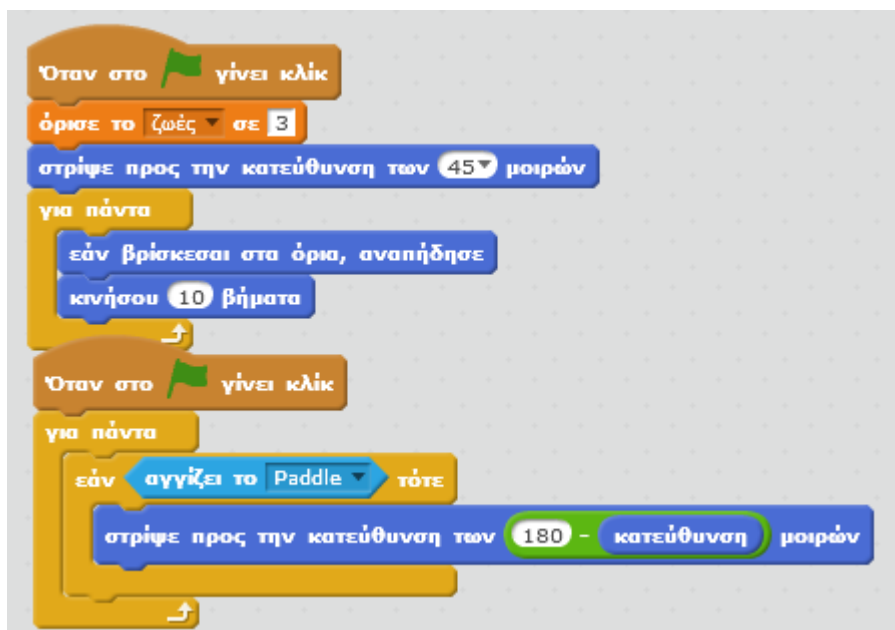 Όταν στο γίνει κλίκ
όρισε το ζωές σε 3
στρίψε προς την κατεύθυνση των 45 μοιρών
για πάντα
εάν βρίσκεσαι στα όρια, αναπήδησε
κινήσου 10 βήματα
Όταν στο γίνει κλίκ
για πάντα
εάν αγγίζει το Paddle τότε
στρίψε προς την κατεύθυνση των 180 - κατεύθυνση μοιρών